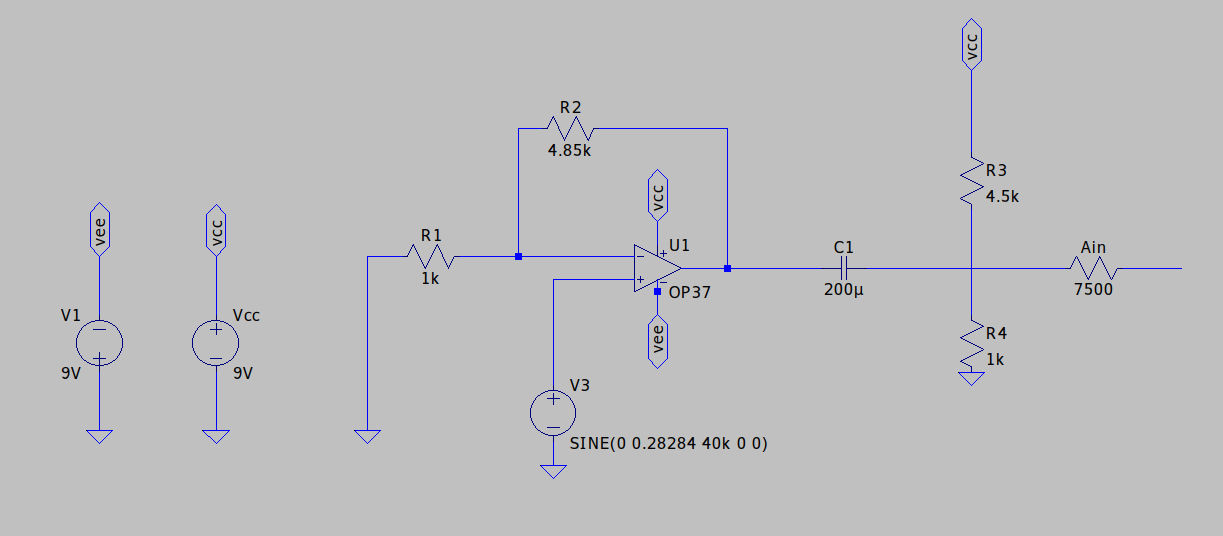 vcc
R2
4.85k
R3
4.5k
vcc
vee
vcc
R1
1k
U1
OP37
C1
200µ
Ain
7500
V1
9V
Vcc
9V
vee
R4
1k
V3
SINE(0 0.28284 40k 0 0)